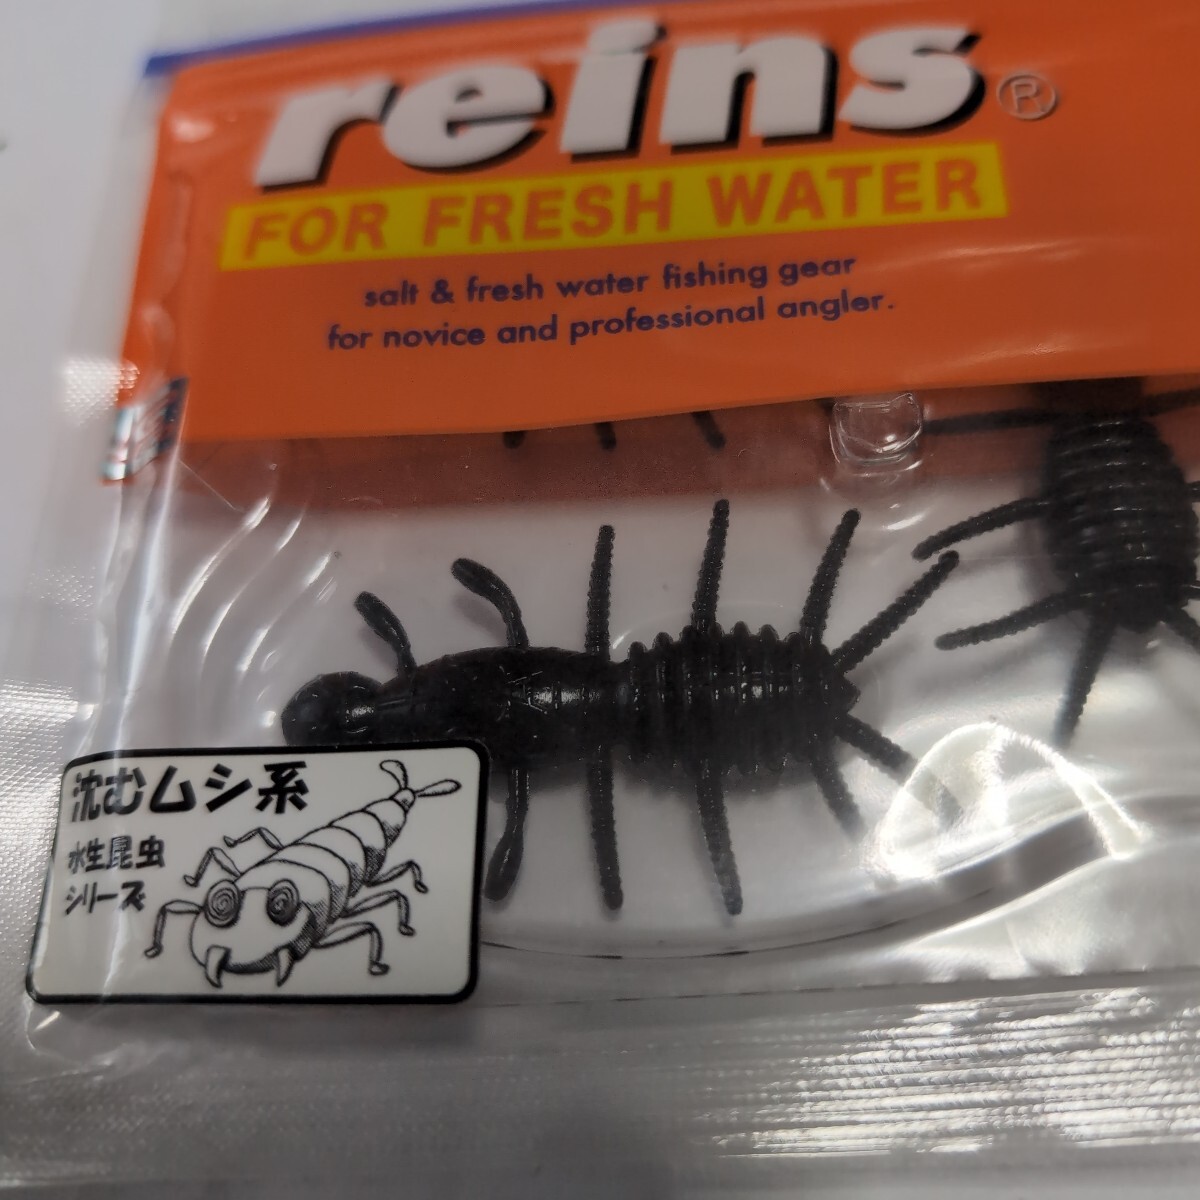 reins®
FOR FRESH WATER
salt & fresh water fishing gear
for novice and professional angler.
沈むムシ系
水生昆虫
シリーズ